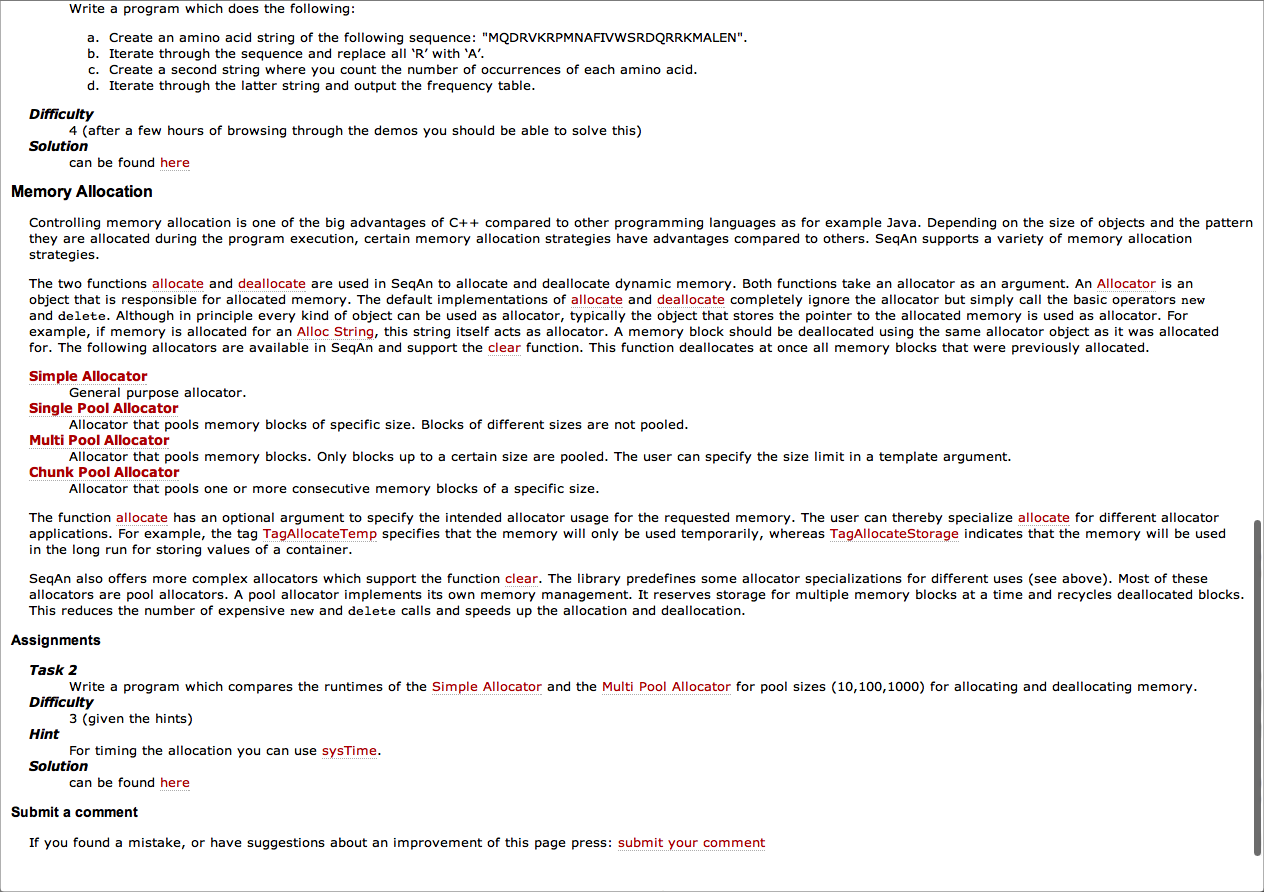 Write a program which does the following:
a. Create an amino acid string of the following sequence: "MQDRVKRPMNAFIVWSRDQRRKMALEN".
b. Iterate through the sequence and replace all ‘R’ with ‘A’.
c. Create a second string where you count the number of occurrences of each amino acid.
d. Iterate through the latter string and output the frequency table.
Difficulty
4 (after a few hours of browsing through the demos you should be able to solve this)
Solution
can be found here
Memory Allocation
Controlling memory allocation is one of the big advantages of C++ compared to other programming languages as for example Java. Depending on the size of objects and the pattern
they are allocated during the program execution, certain memory allocation strategies have advantages compared to others. SeqAn supports a variety of memory allocation
strategies.
The two functions allocate and deallocate are used in SeqAn to allocate and deallocate dynamic memory. Both functions take an allocator as an argument. An Allocator is an
object that is responsible for allocated memory. The default implementations of allocate and deallocate completely ignore the allocator but simply call the basic operators new
and delete. Although in principle every kind of object can be used as allocator, typically the object that stores the pointer to the allocated memory is used as allocator. For
example, if memory is allocated for an Alloc String, this string itself acts as allocator. A memory block should be deallocated using the same allocator object as it was allocated
for. The following allocators are available in SeqAn and support the clear function. This function deallocates at once all memory blocks that were previously allocated.
Simple Allocator
General purpose allocator.
Single Pool Allocator
Allocator that pools memory blocks of specific size. Blocks of different sizes are not pooled.
Multi Pool Allocator
Allocator that pools memory blocks. Only blocks up to a certain size are pooled. The user can specify the size limit in a template argument.
Chunk Pool Allocator
Allocator that pools one or more consecutive memory blocks of a specific size.
The function allocate has an optional argument to specify the intended allocator usage for the requested memory. The user can thereby specialize allocate for different allocator
applications. For example, the tag TagAllocateTemp specifies that the memory will only be used temporarily, whereas TagAllocateStorage indicates that the memory will be used
in the long run for storing values of a container.
SeqAn also offers more complex allocators which support the function clear. The library predefines some allocator specializations for different uses (see above). Most of these
allocators are pool allocators. A pool allocator implements its own memory management. It reserves storage for multiple memory blocks at a time and recycles deallocated blocks.
This reduces the number of expensive new and delete calls and speeds up the allocation and deallocation.
Assignments
Task 2
Write a program which compares the runtimes of the Simple Allocator and the Multi Pool Allocator for pool sizes (10,100,1000) for allocating and deallocating memory.
Difficulty
3 (given the hints)
Hint
For timing the allocation you can use sysTime.
Solution
can be found here
Submit a comment
If you found a mistake, or have suggestions about an improvement of this page press: submit your comment